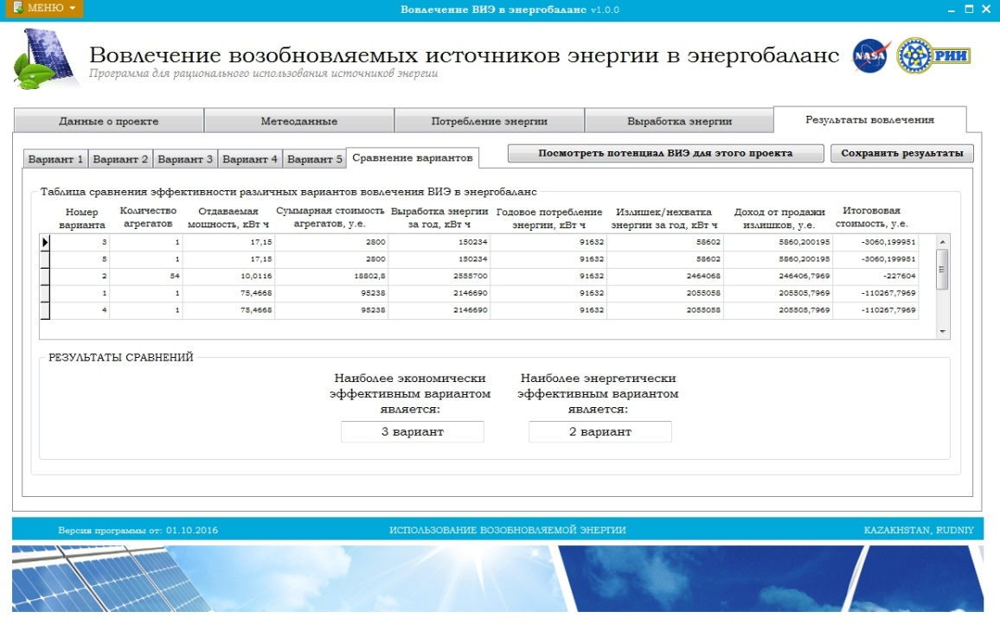 МЕНЮ
Вовлечение ВИЭ в энергобаланс v1.0.0
Вовлечение возобновляемых источников энергии в энергобаланс
NASA
РИИ
Программа для рационального использования источников энергии
Данные о проекте Метеоданные Потребление энергии Выработка энергии Результаты вовлечения
Вариант 1 Вариант 2 Вариант 3 Вариант 4 Вариант 5 Сравнение вариантов Посмотреть потенциал ВИЭ для этого проекта Сохранить результаты
Таблица сравнения эффективности различных вариантов вовлечения ВИЭ в энергобаланс
Номер Количество Отдаваемая Суммарная стоимость Выработка энергии Годовое потребление Излишек/нехватка Доход от продажи Итогововая
варианта агрегатов мошность, кВт ч агрегатов, у.е. за год, кВт ч энергии, кВт ч энергии за год, кВт ч излишков, у.е. стоимость, у.е.
3 1 17,15 2800 150234 91632 58602 5860,200195 -3060,199951
5 1 17,15 2800 150234 91632 58602 5860,200195 -3060,199951
2 54 10,0116 18802,8 2555700 91632 2464068 246406,7969 -227604
1 1 75,4668 95238 2146690 91632 2055058 205505,7969 -110267,7969
4 1 75,4668 95238 2146690 91632 2055058 205505,7969 -110267,7969
РЕЗУЛЬТАТЫ СРАВНЕНИЙ
Наиболее экономически
эффективным вариантом
является:
3 вариант
Наиболее энергетически
эффективным вариантом
является:
2 вариант
Версия программы от: 01.10.2016 ИСПОЛЬЗОВАНИЕ ВОЗОБНОВЛЯЕМОЙ ЭНЕРГИИ KAZAKHSTAN, RUDNIY